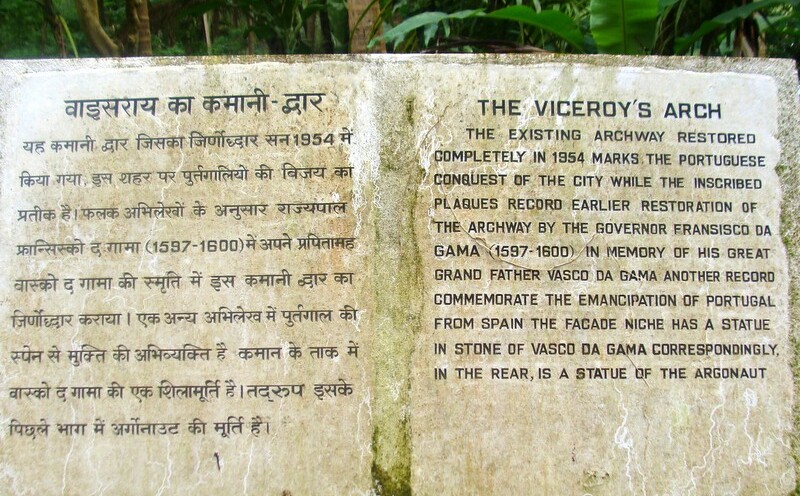 वाइसराय का कमानी-द्वार
यह कमानी द्वार जिसका जिर्णोध्दार सन 1954 में
किया गया, इस शहर पर पुर्तगालियो की विजय का
प्रतीक है। फलक अभिलेखों के अनुसार राज्यपाल
फ्रान्सिस्को द गामा (1597-1600) में अपने प्रपितामह
वास्को द गामा की स्मृति में इस कमानी द्वार का
जिर्णोध्दार कराया। एक अन्य अभिलेख में पुर्तगाल की
स्पेन से मुक्ति की अभिव्यक्ति है कमान के ताक में
वास्को द गामा की एक शिलामूर्ति है। तद्‌रूप इसके
पिछले भाग में अर्गोनाउट की मूर्ति है।
THE VICEROY'S ARCH
THE EXISTING ARCHWAY RESTORED
COMPLETELY IN 1954 MARKS THE PORTUGUESE
CONQUEST OF THE CITY WHILE THE INSCRIBED
PLAQUES RECORD EARLIER RESTORATION OF
THE ARCHWAY BY THE GOVERNOR FRANSISCO DA
GAMA (1597-1600) IN MEMORY OF HIS GREAT
GRAND FATHER VASCO DA GAMA ANOTHER RECORD
COMMEMORATE THE EMANCIPATION OF PORTUGAL
FROM SPAIN THE FACADE NICHE HAS A STATUE
IN STONE OF VASCO DA GAMA CORRESPONDINGLY,
IN THE REAR, IS A STATUE OF THE ARGONAUT